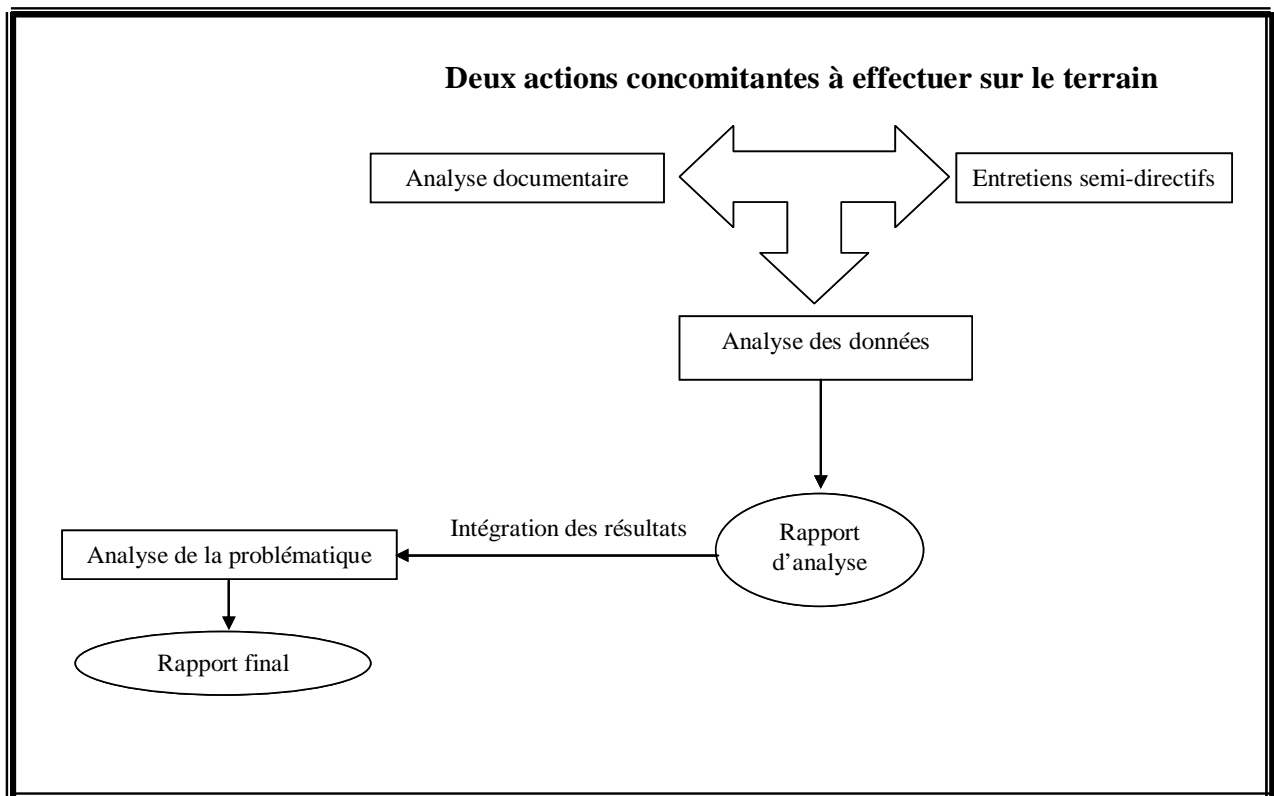 Deux actions concomitantes à effectuer sur le terrain
Analyse documentaire
Entretiens semi-directifs
Analyse des données
Rapport
d’analyse
Intégration des résultats
Analyse de la problématique
Rapport final